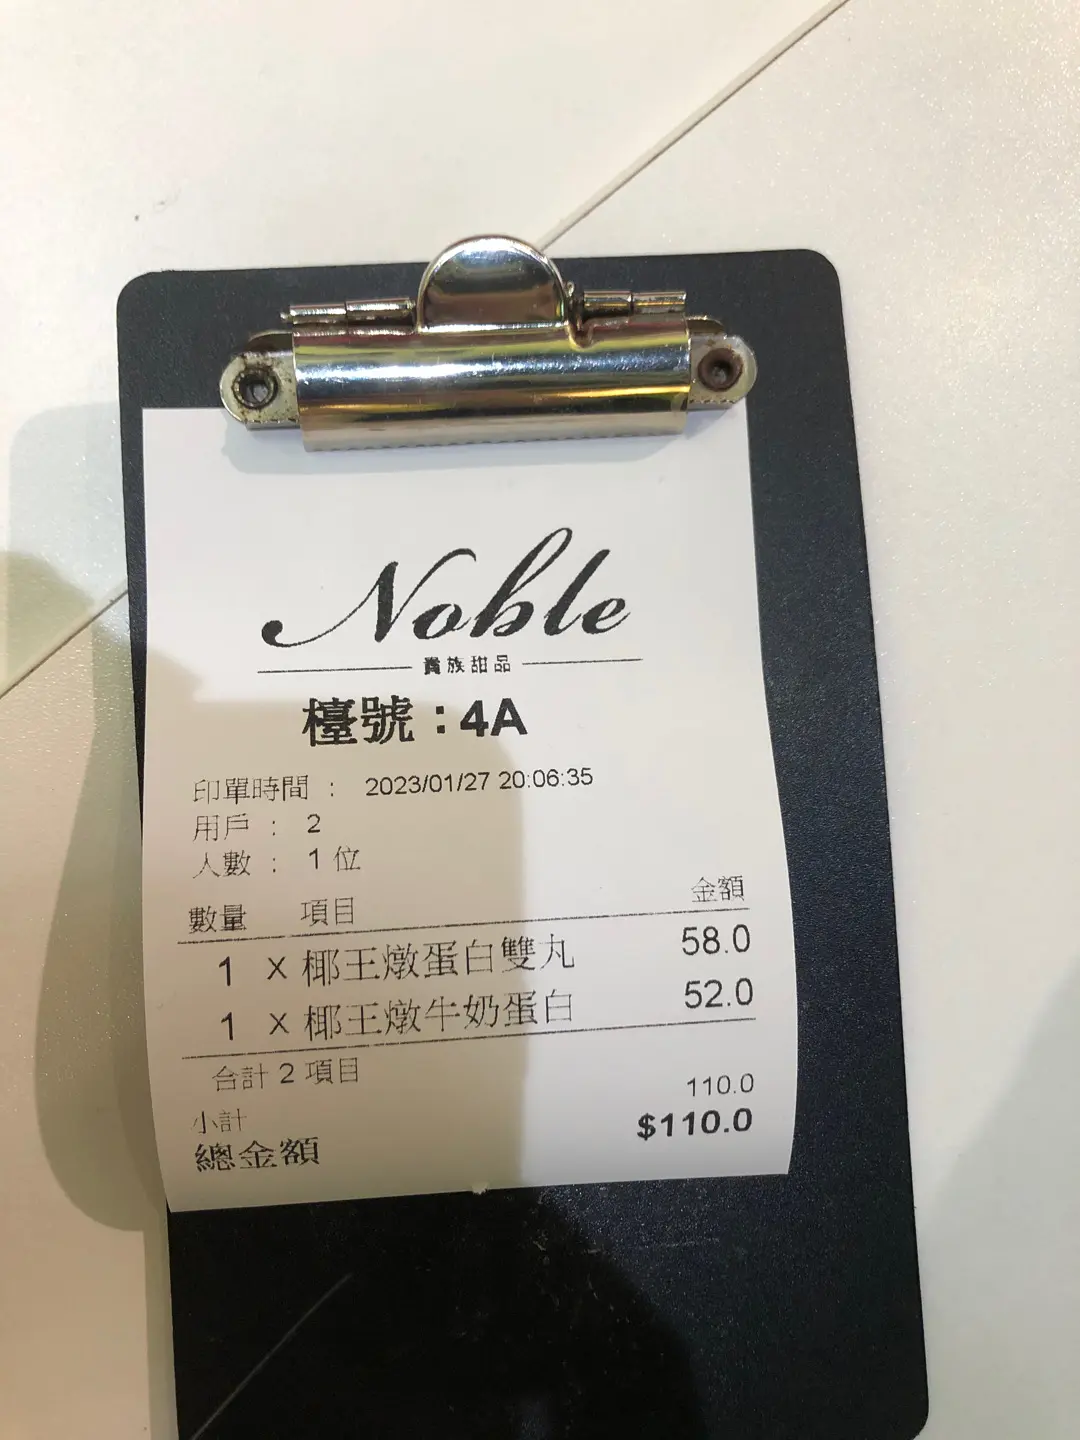 Noble
貴族甜品
檯號：4A
印單時間 ： 2023/01/27 20:06:35
用戶 ： 2
人數 ： 1 位
數量 項目 金額
1 X 椰王燉蛋白雙丸 58.0
1 X 椰王燉牛奶蛋白 52.0
合計 2 項目
小計 110.0
總金額 $110.0